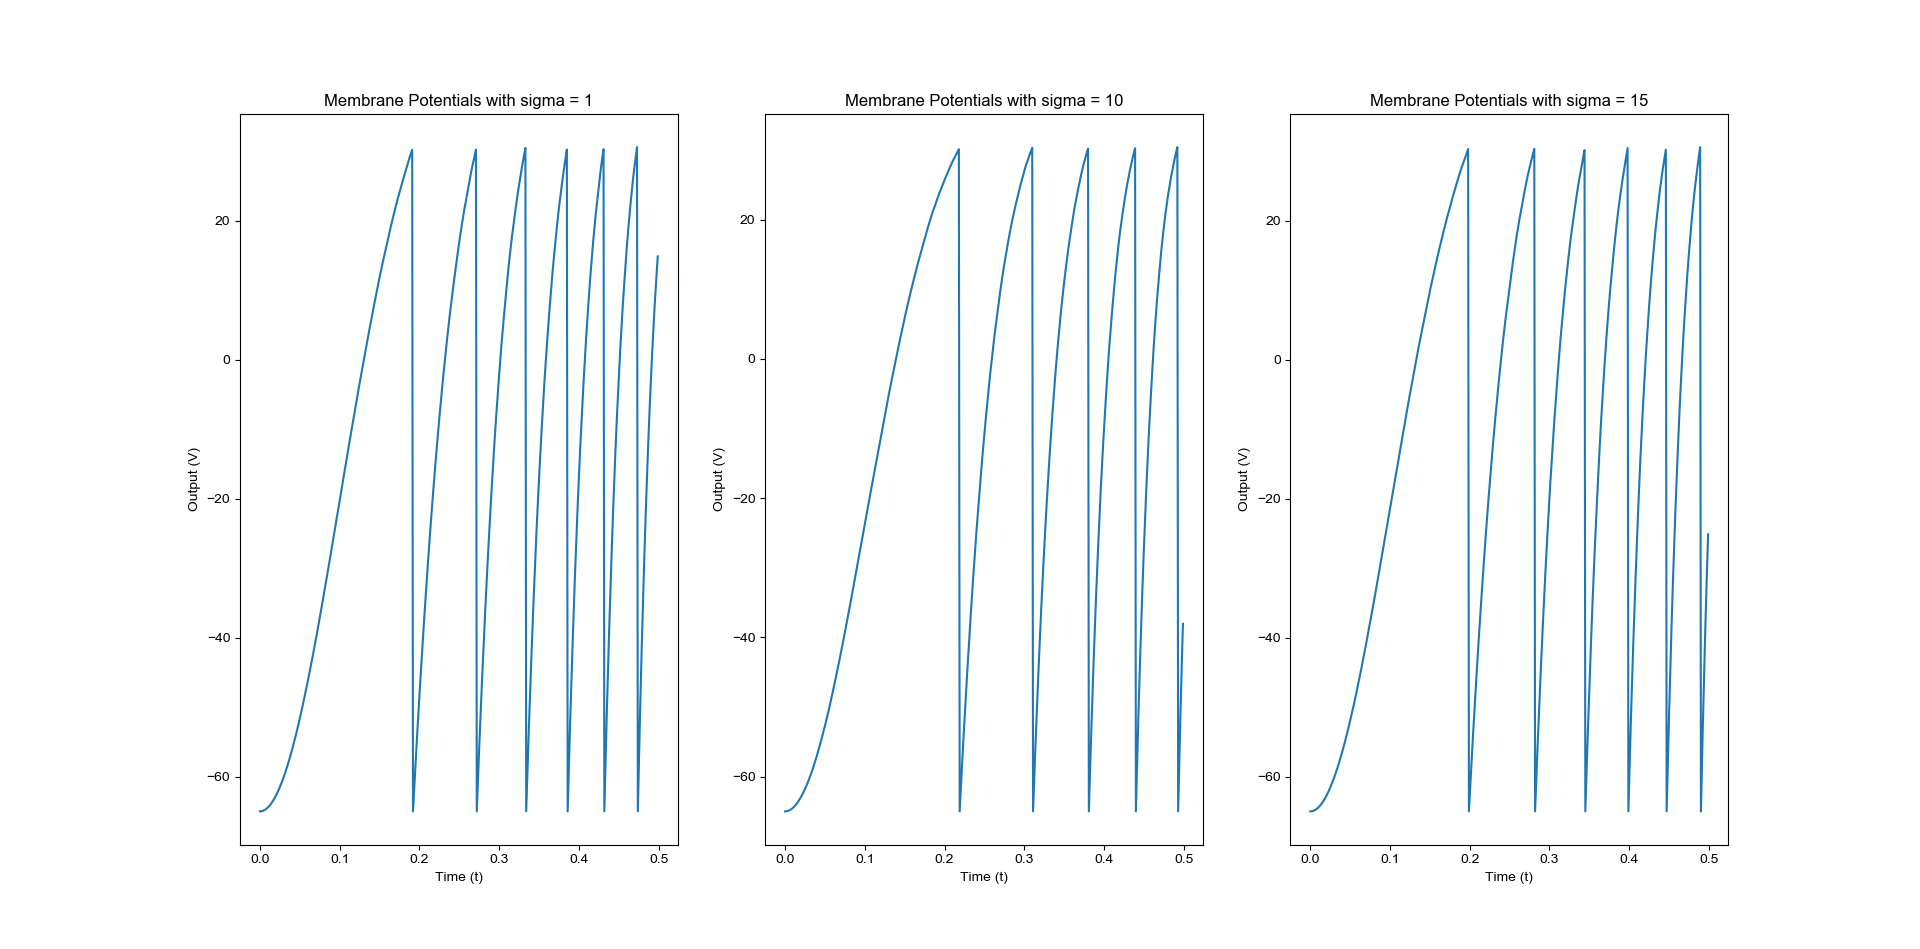 Membrane Potentials with sigma = 1
Output (V)
20
0
−20
−40
−60
0.0 0.1 0.2 0.3 0.4 0.5
Time (t)
Membrane Potentials with sigma = 10
Output (V)
20
0
−20
−40
−60
0.0 0.1 0.2 0.3 0.4 0.5
Time (t)
Membrane Potentials with sigma = 15
Output (V)
20
0
−20
−40
−60
0.0 0.1 0.2 0.3 0.4 0.5
Time (t)